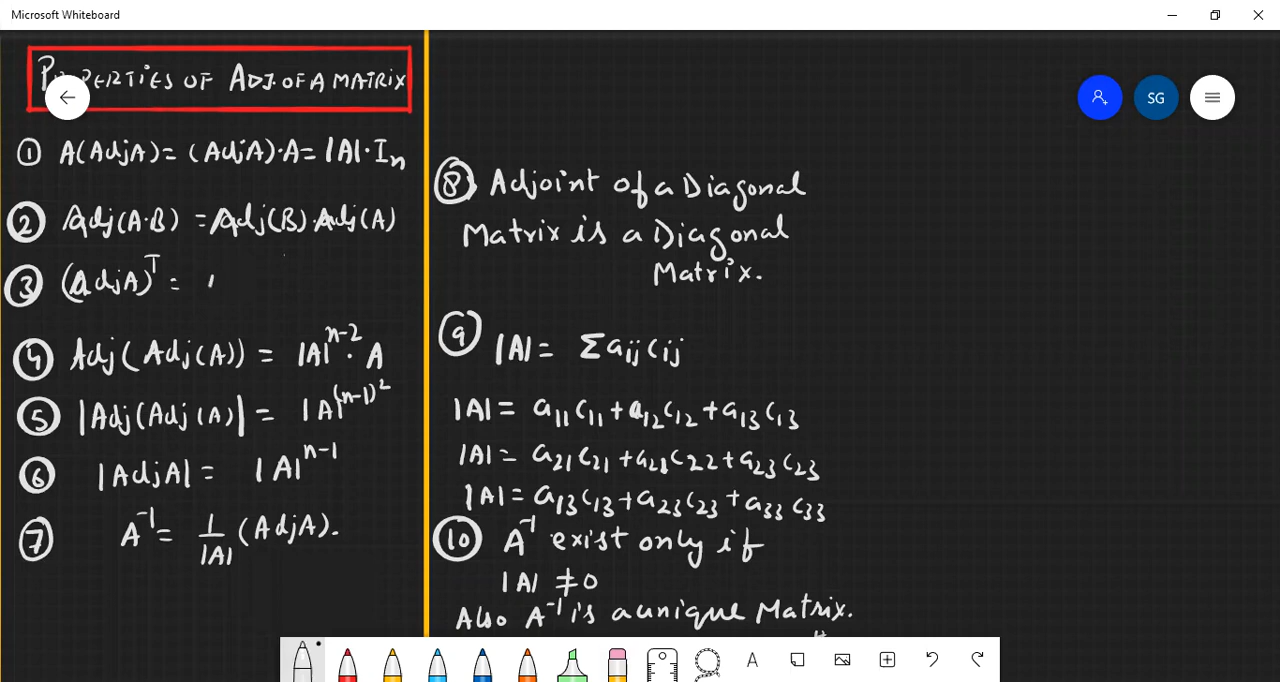 Microsoft Whiteboard
PROPERTIES OF ADJ. OF A MATRIX
① A(AdjA) = (AdjA)·A = |A|·Iₙ
② Adj(A·B) = Adj(B)·Adj(A)
③ (AdjA)ᵀ =
④ Adj(Adj(A)) = |A|ⁿ⁻²· A
⑤ |Adj(Adj(A)| = |A|⁽ⁿ⁻¹⁾²
⑥ |AdjA| = |A|ⁿ⁻¹
⑦ A⁻¹ = 1/|A| (AdjA).
SG
⑧ Adjoint of a Diagonal
Matrix is a Diagonal
Matrix.
⑨ |A| = Σaijcij
|A| = a11c11 + a12c12 + a13c13
|A| = a21c21 + a22c22 + a23c23
|A| = a13c13 + a23c23 + a33c33
⑩ A⁻¹ exist only if
|A| ≠ 0
Also A⁻¹ is a unique Matrix.
A